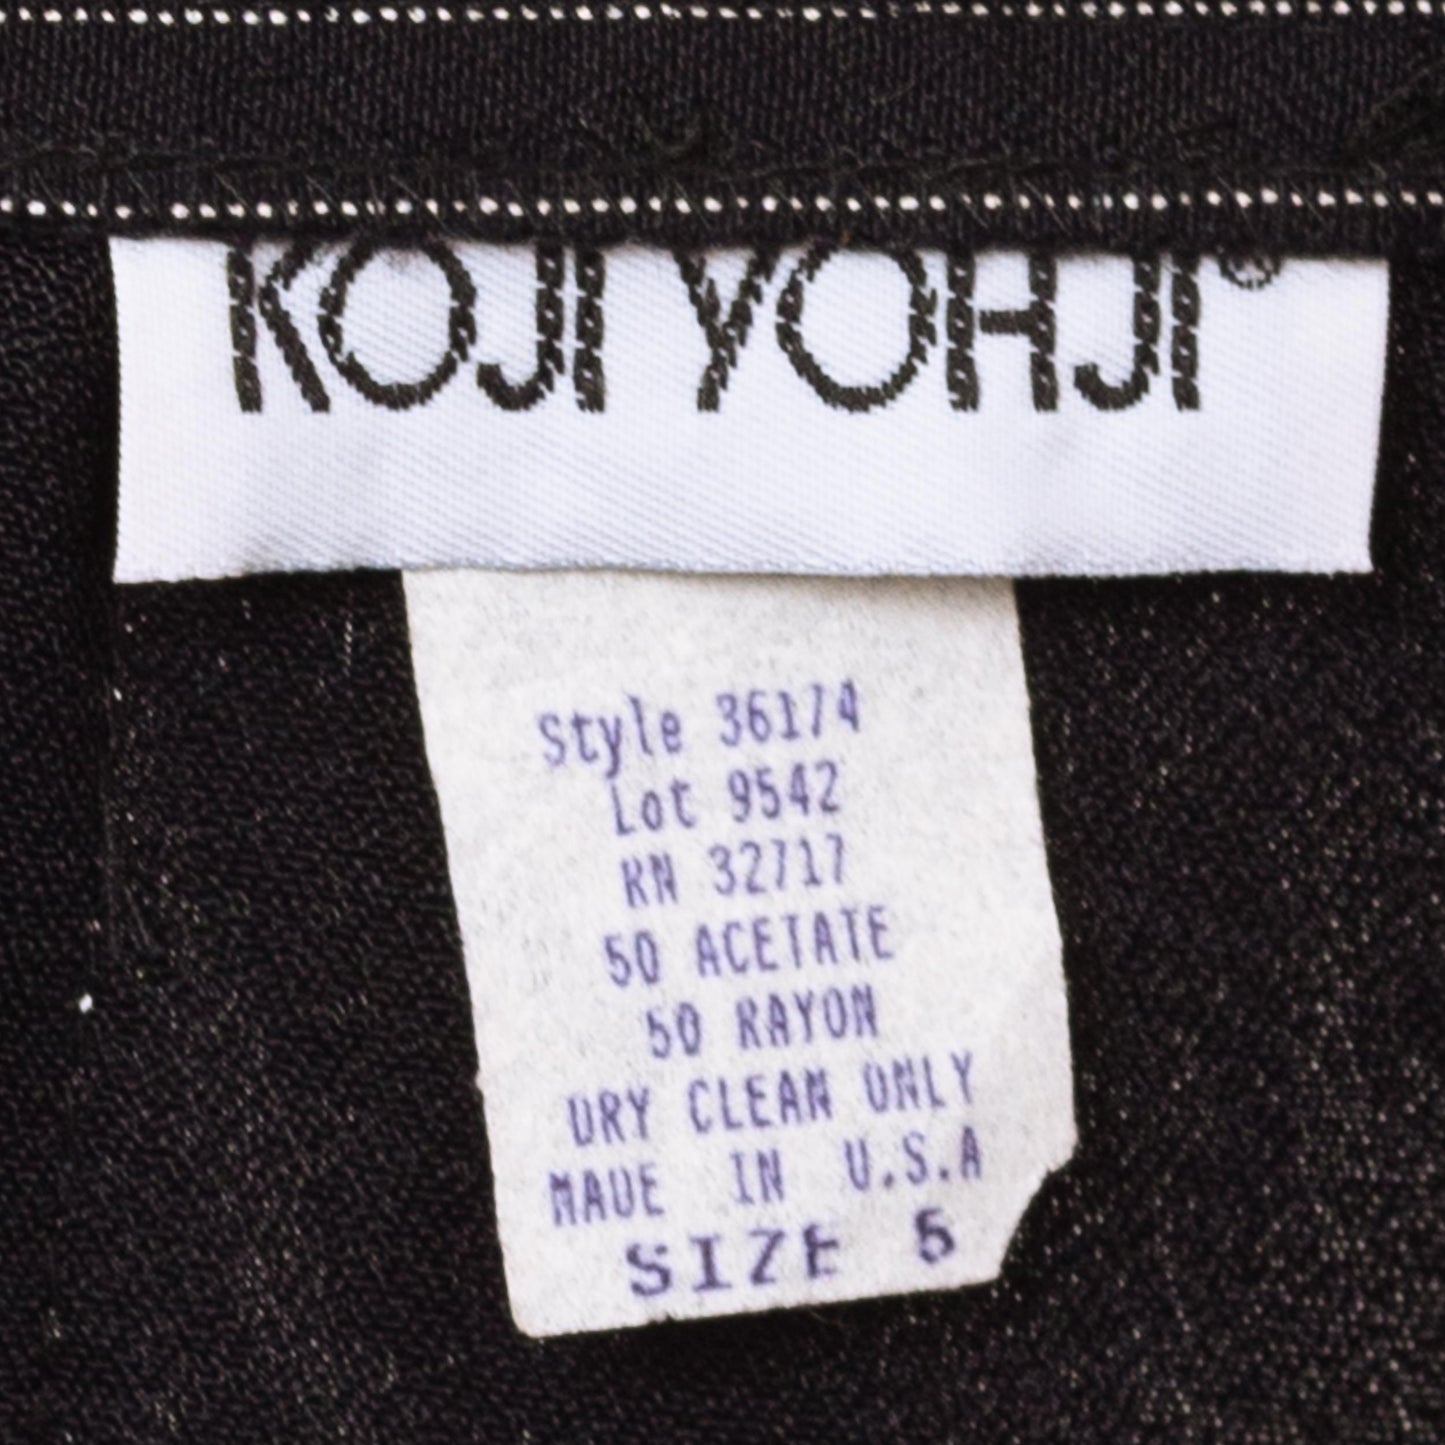 KOJI YOHJI®
Style 36174
Lot 9542
RN 32717
50 ACETATE
50 RAYON
DRY CLEAN ONLY
MADE IN U.S.A
SIZE 5